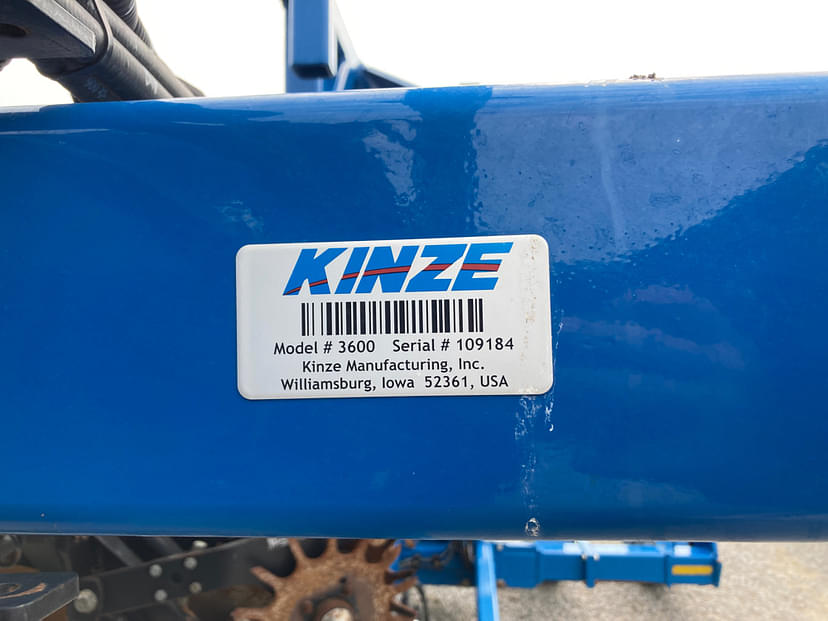 KINZE
Model # 3600 Serial # 109184
Kinze Manufacturing, Inc.
Williamsburg, Iowa 52361, USA